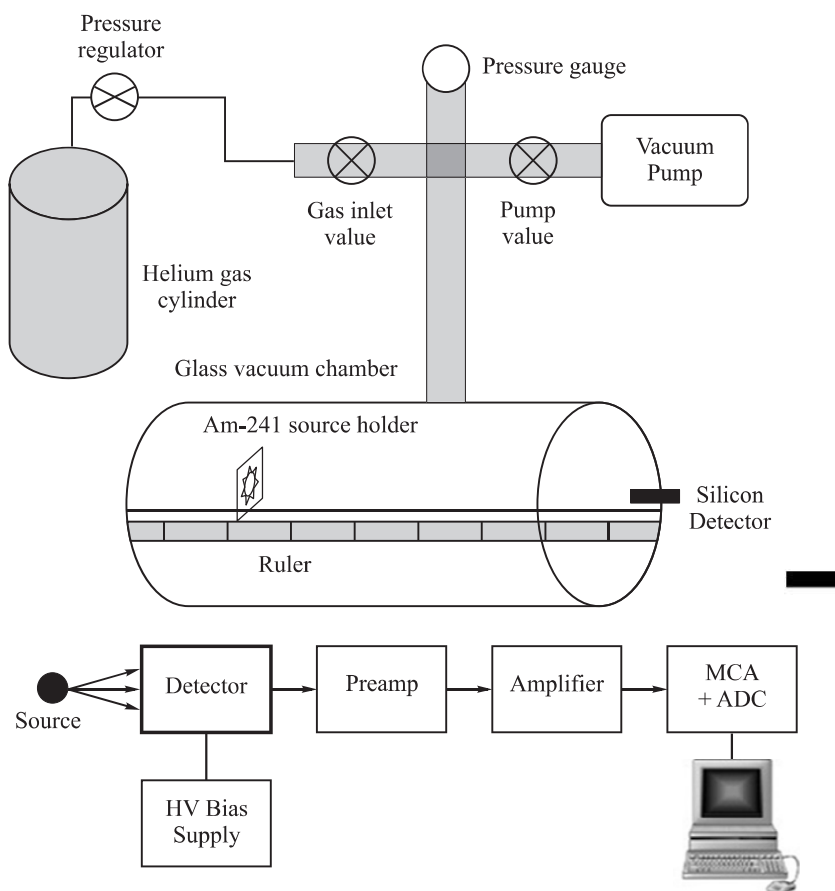 Pressure
regulator
Pressure gauge
Vacuum
Pump
Gas inlet
value
Pump
value
Helium gas
cylinder
Glass vacuum chamber
Am-241 source holder
Silicon
Detector
Ruler
Source
Detector
Preamp
Amplifier
MCA
+ ADC
HV Bias
Supply